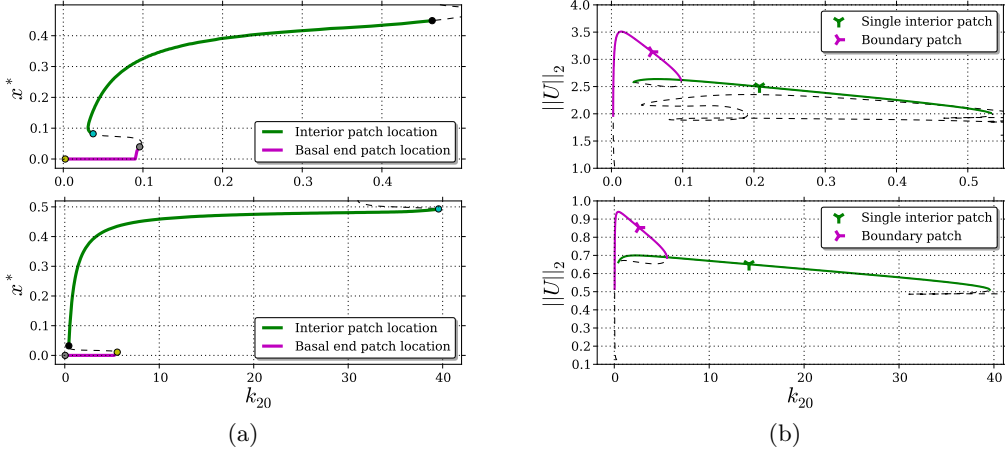 0.4
0.3
0.2
0.1
0.0
x*
Interior patch location
Basal end patch location
0.0 0.1 0.2 0.3 0.4
0.5
0.4
0.3
0.2
0.1
0.0
x*
Interior patch location
Basal end patch location
0 10 20 30 40
k20
(a)
4.0
3.5
3.0
2.5
2.0
1.5
1.0
||U||2
Single interior patch
Boundary patch
0.0 0.1 0.2 0.3 0.4 0.5
1.0
0.9
0.8
0.7
0.6
0.5
0.4
0.3
0.2
0.1
||U||2
Single interior patch
Boundary patch
0 10 20 30 40
k20
(b)